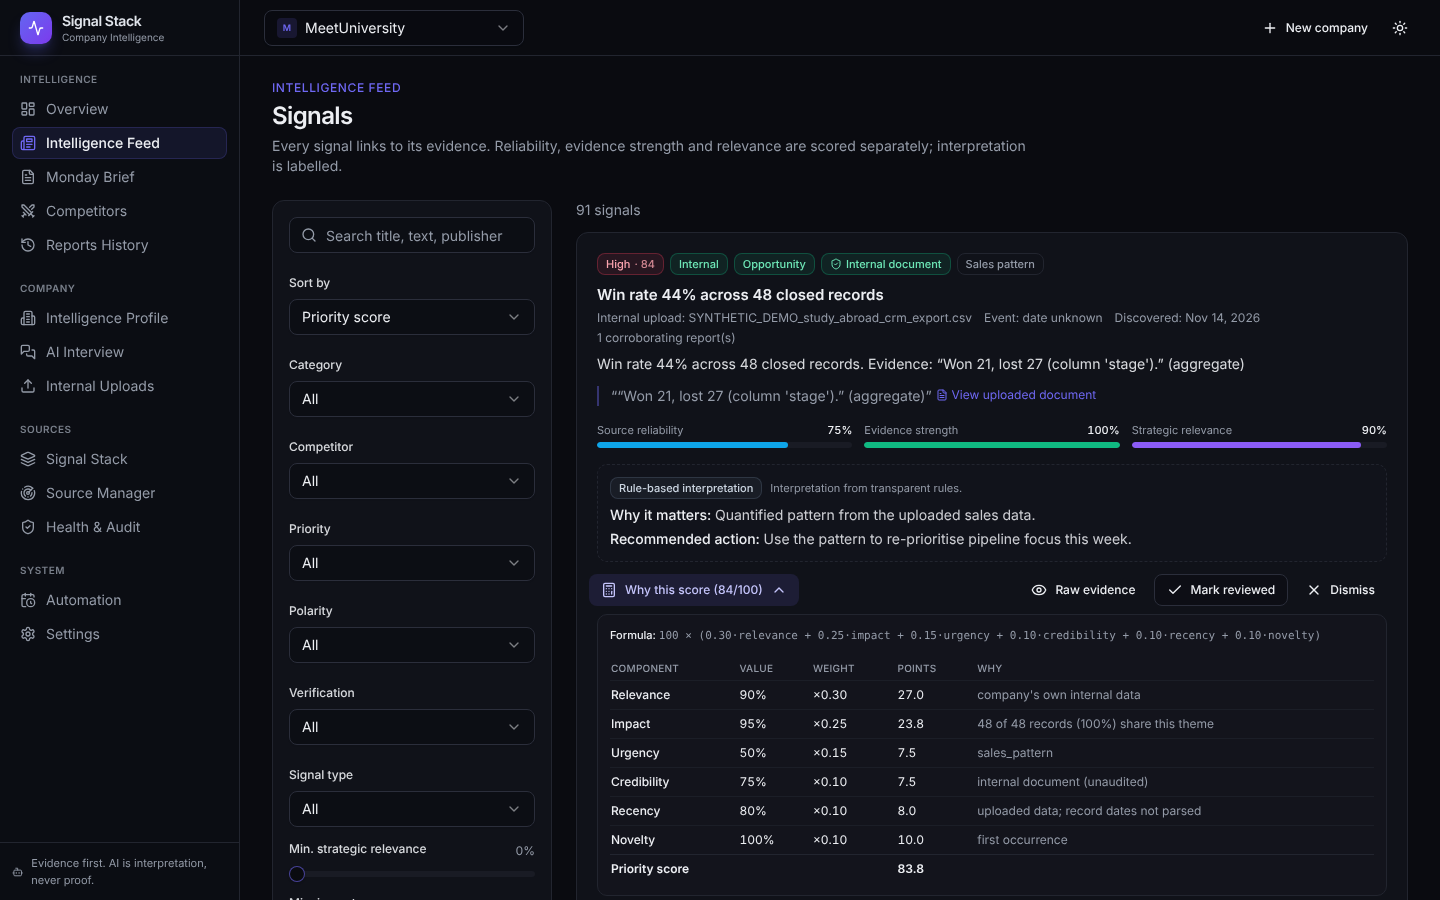 Signal Stack
Company Intelligence
M
MeetUniversity
New company
INTELLIGENCE
Overview
Intelligence Feed
Monday Brief
Competitors
Reports History
COMPANY
Intelligence Profile
AI Interview
Internal Uploads
SOURCES
Signal Stack
Source Manager
Health & Audit
SYSTEM
Automation
Settings
Evidence first. AI is interpretation,
never proof.
INTELLIGENCE FEED
Signals
Every signal links to its evidence. Reliability, evidence strength and relevance are scored separately; interpretation
is labelled.
Search title, text, publisher
Sort by
Priority score
Category
All
Competitor
All
Priority
All
Polarity
All
Verification
All
Signal type
All
Min. strategic relevance 0%
91 signals
High · 84 Internal Opportunity Internal document Sales pattern
Win rate 44% across 48 closed records
Internal upload: SYNTHETIC_DEMO_study_abroad_crm_export.csv Event: date unknown Discovered: Nov 14, 2026
1 corroborating report(s)
Win rate 44% across 48 closed records. Evidence: “Won 21, lost 27 (column 'stage').” (aggregate)
““Won 21, lost 27 (column 'stage').” (aggregate)” View uploaded document
Source reliability 75% Evidence strength 100% Strategic relevance 90%
Rule-based interpretation Interpretation from transparent rules.
Why it matters: Quantified pattern from the uploaded sales data.
Recommended action: Use the pattern to re-prioritise pipeline focus this week.
Why this score (84/100) Raw evidence Mark reviewed Dismiss
Formula: 100 × (0.30·relevance + 0.25·impact + 0.15·urgency + 0.10·credibility + 0.10·recency + 0.10·novelty)
COMPONENT VALUE WEIGHT POINTS WHY
Relevance 90% ×0.30 27.0 company's own internal data
Impact 95% ×0.25 23.8 48 of 48 records (100%) share this theme
Urgency 50% ×0.15 7.5 sales_pattern
Credibility 75% ×0.10 7.5 internal document (unaudited)
Recency 80% ×0.10 8.0 uploaded data; record dates not parsed
Novelty 100% ×0.10 10.0 first occurrence
Priority score 83.8